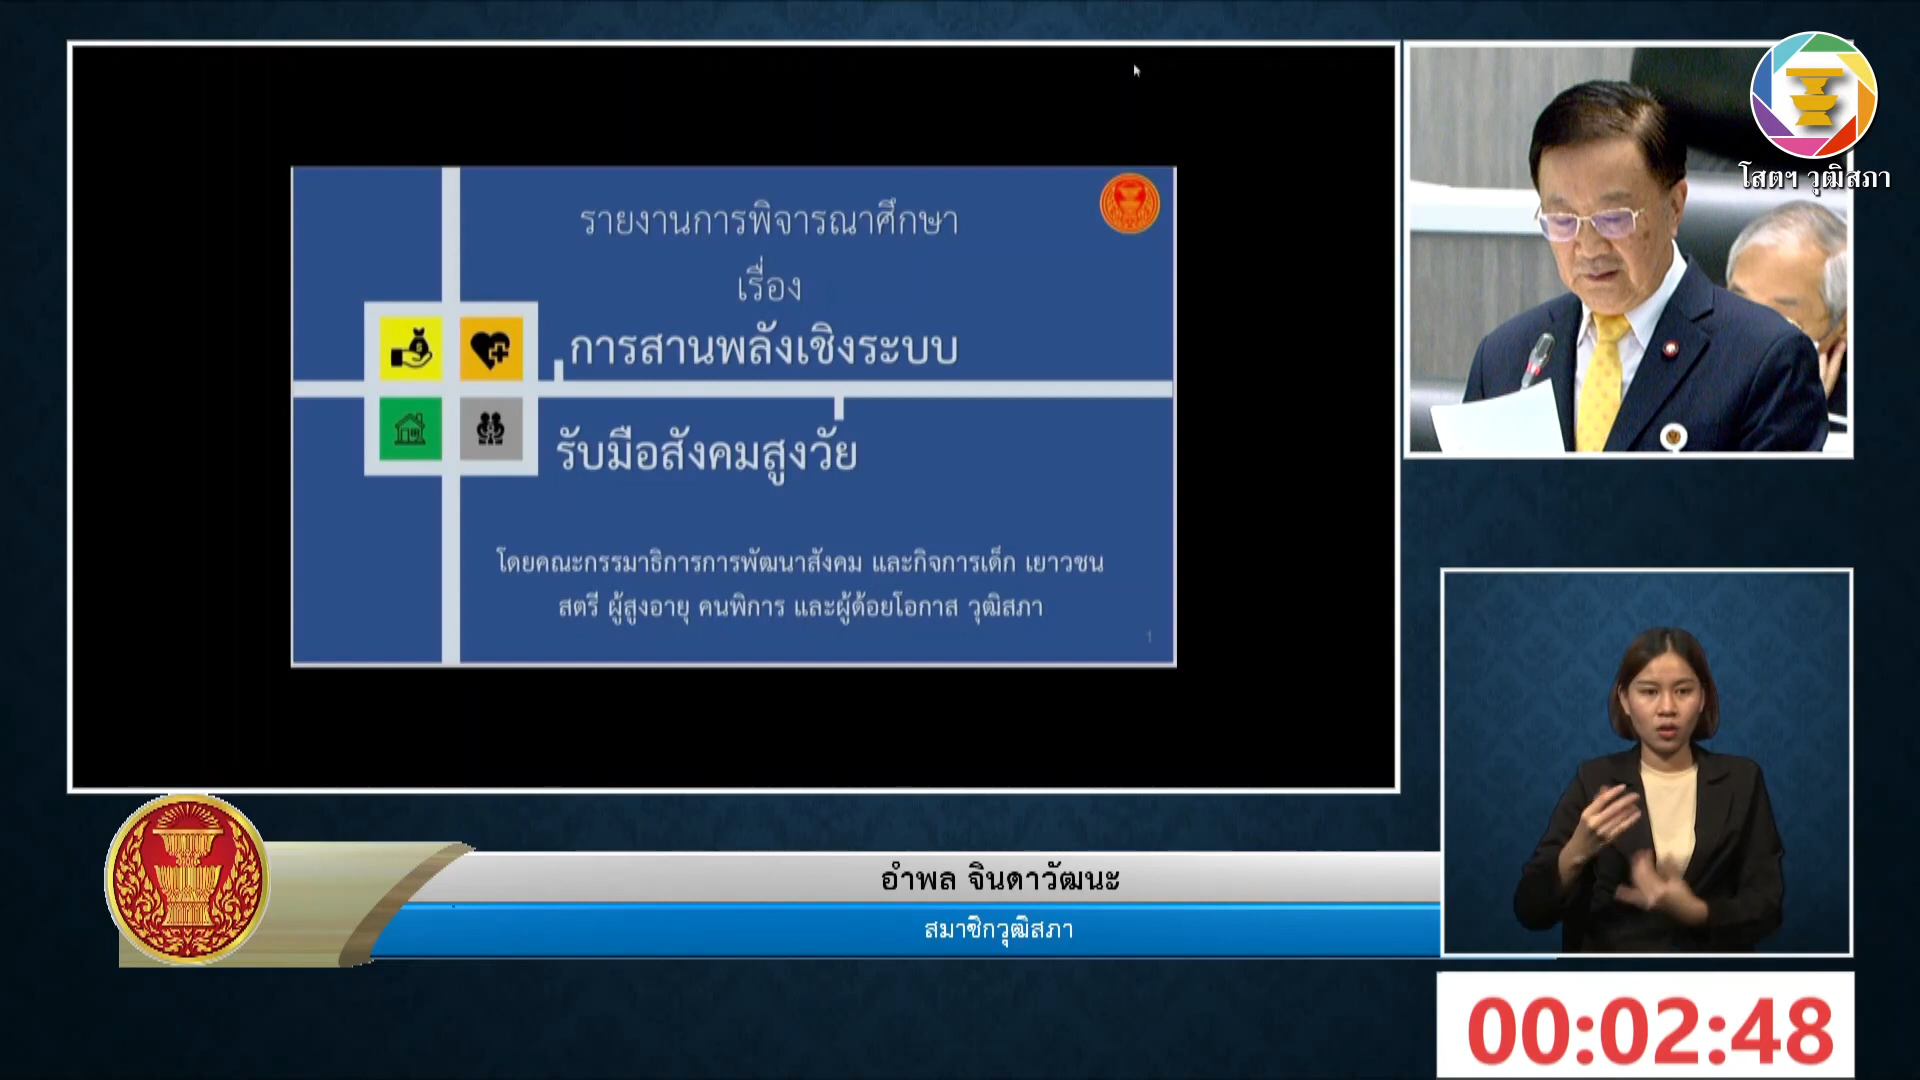 รายงานการพิจารณาศึกษา
เรื่อง
การสานพลังเชิงระบบ
รับมือสังคมสูงวัย
โดยคณะกรรมาธิการการพัฒนาสังคม และกิจการเด็ก เยาวชน
สตรี ผู้สูงอายุ คนพิการ และผู้ด้อยโอกาส วุฒิสภา
1
โสตฯ วุฒิสภา
อำพล จินดาวัฒนะ
สมาชิกวุฒิสภา
00:02:48